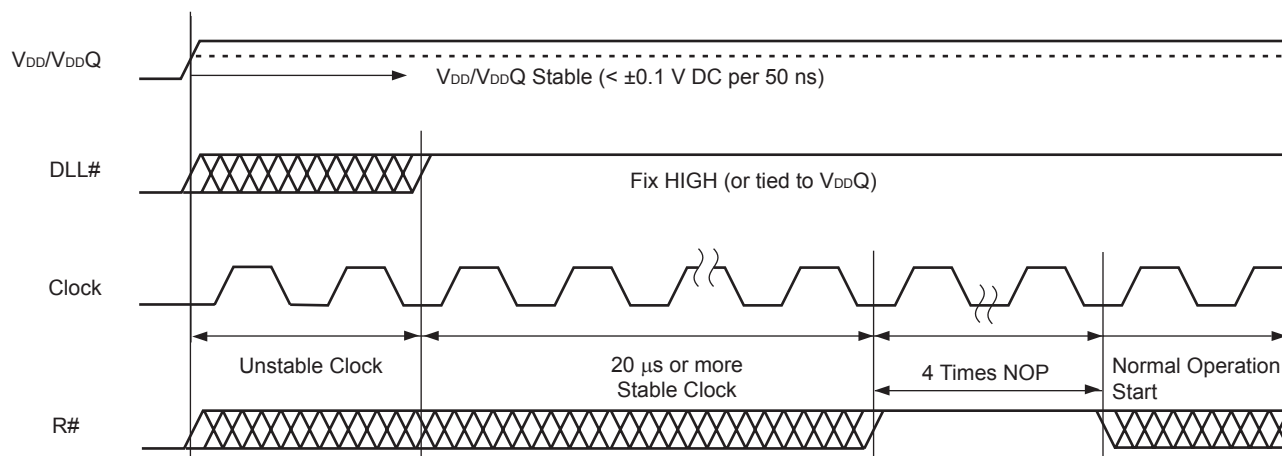 VDD/VDDQ
VDD/VDDQ Stable (< ±0.1 V DC per 50 ns)
DLL#
Fix HIGH (or tied to VDDQ)
Clock
Unstable Clock
20 μs or more
Stable Clock
4 Times NOP
Normal Operation
Start
R#